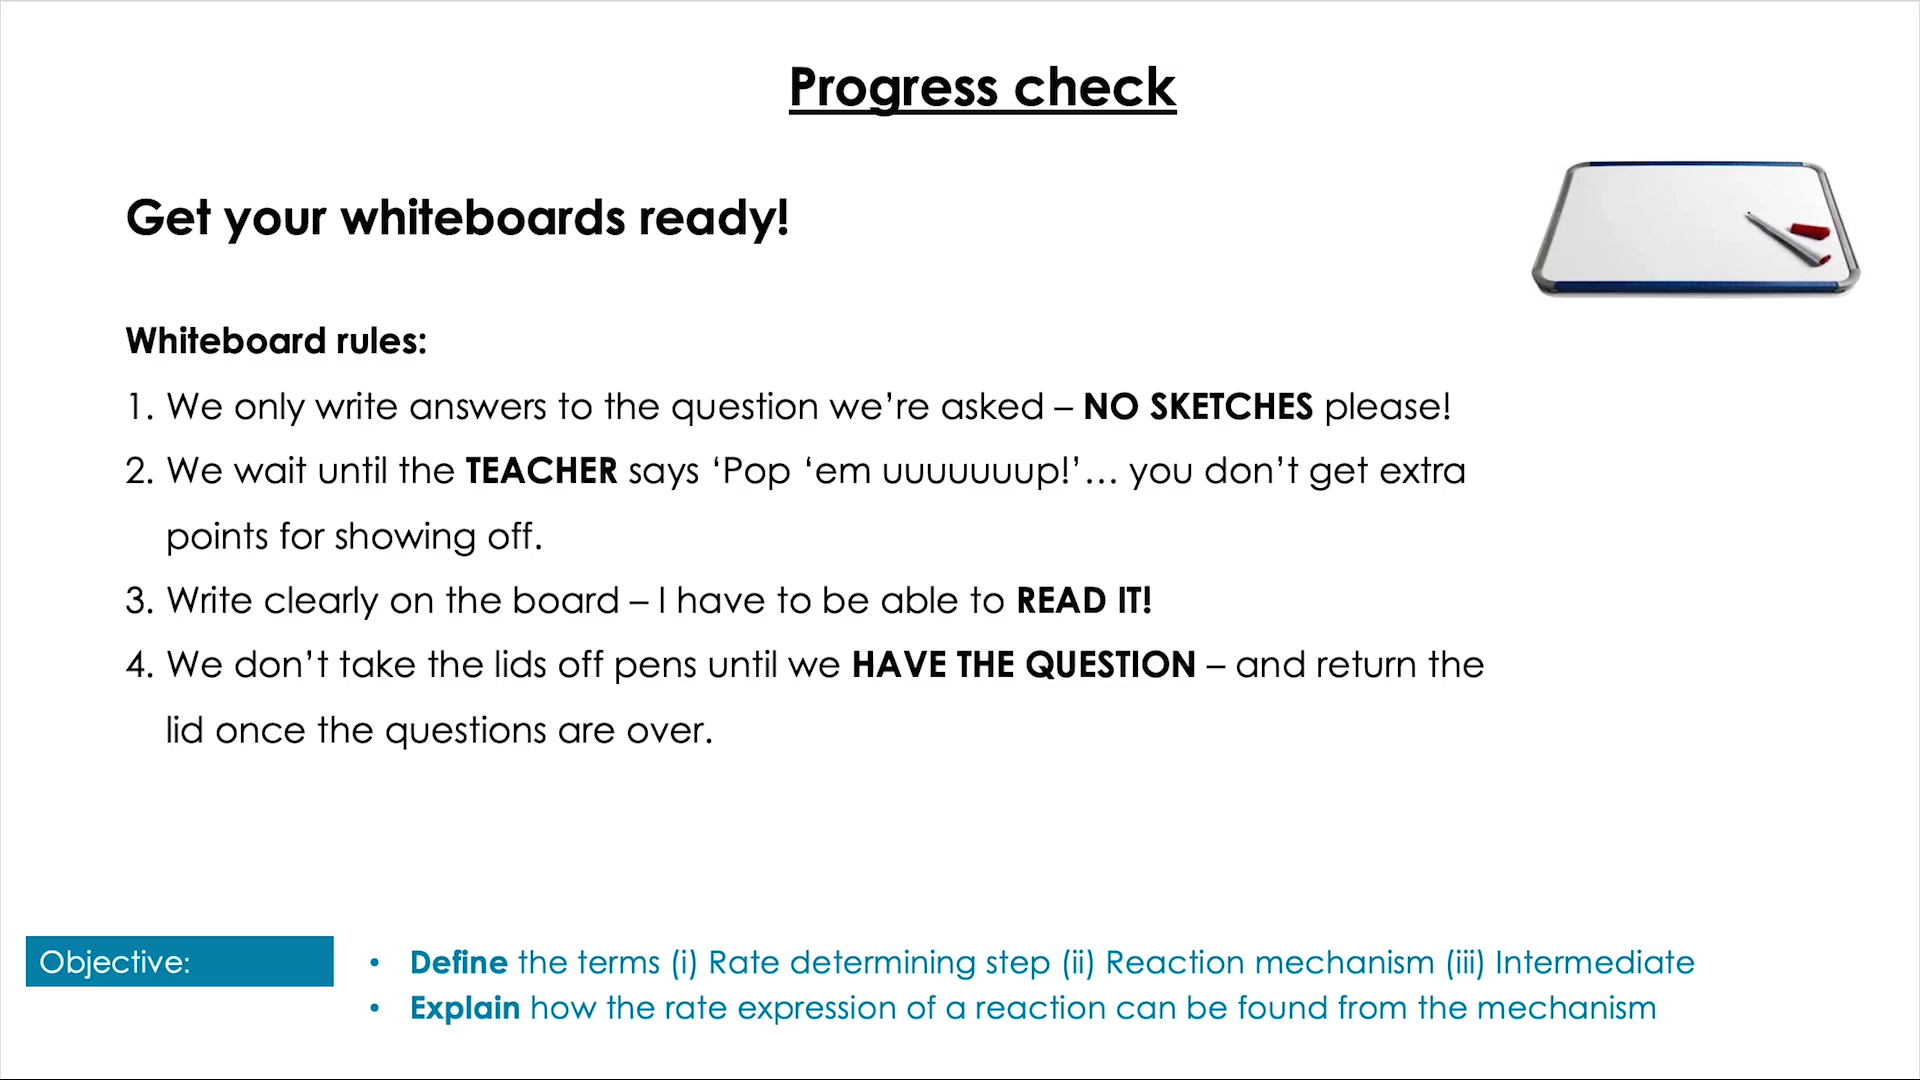 Progress check
Get your whiteboards ready!
Whiteboard rules:
1. We only write answers to the question we’re asked – NO SKETCHES please!
2. We wait until the TEACHER says ‘Pop ‘em uuuuuuup!’… you don’t get extra
points for showing off.
3. Write clearly on the board – I have to be able to READ IT!
4. We don’t take the lids off pens until we HAVE THE QUESTION – and return the
lid once the questions are over.
Objective:
• Define the terms (i) Rate determining step (ii) Reaction mechanism (iii) Intermediate
• Explain how the rate expression of a reaction can be found from the mechanism